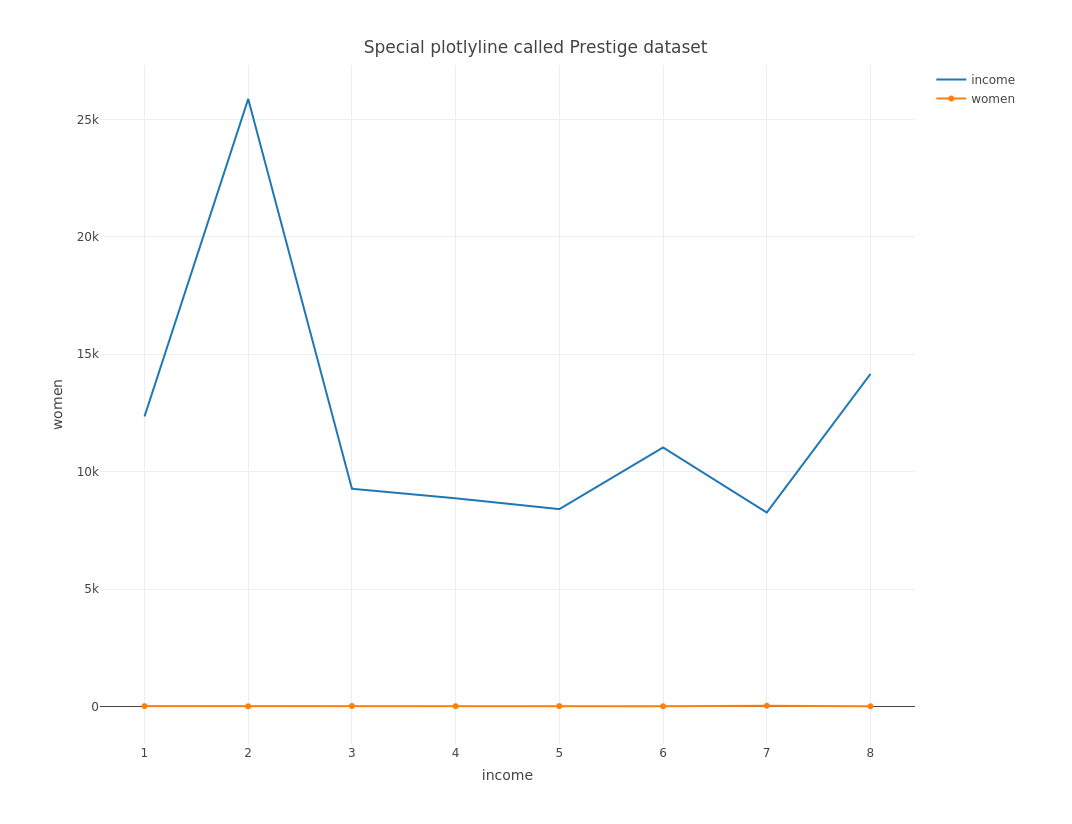 Special plotlyline called Prestige dataset
income
women
25k
20k
15k
10k
5k
0
women
1 2 3 4 5 6 7 8
income